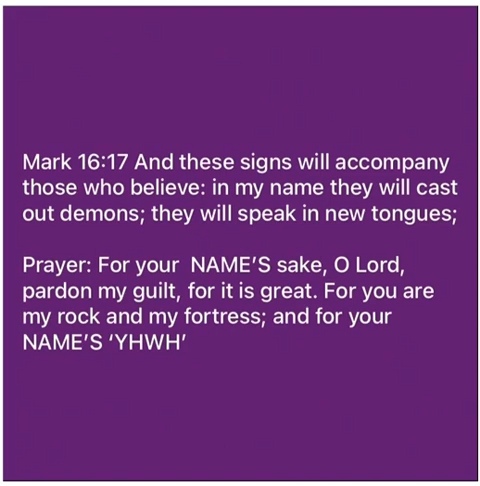 Mark 16:17 And these signs will accompany
those who believe: in my name they will cast
out demons; they will speak in new tongues;
Prayer: For your  NAME’S sake, O Lord,
pardon my guilt, for it is great. For you are
my rock and my fortress; and for your
NAME’S ‘YHWH’